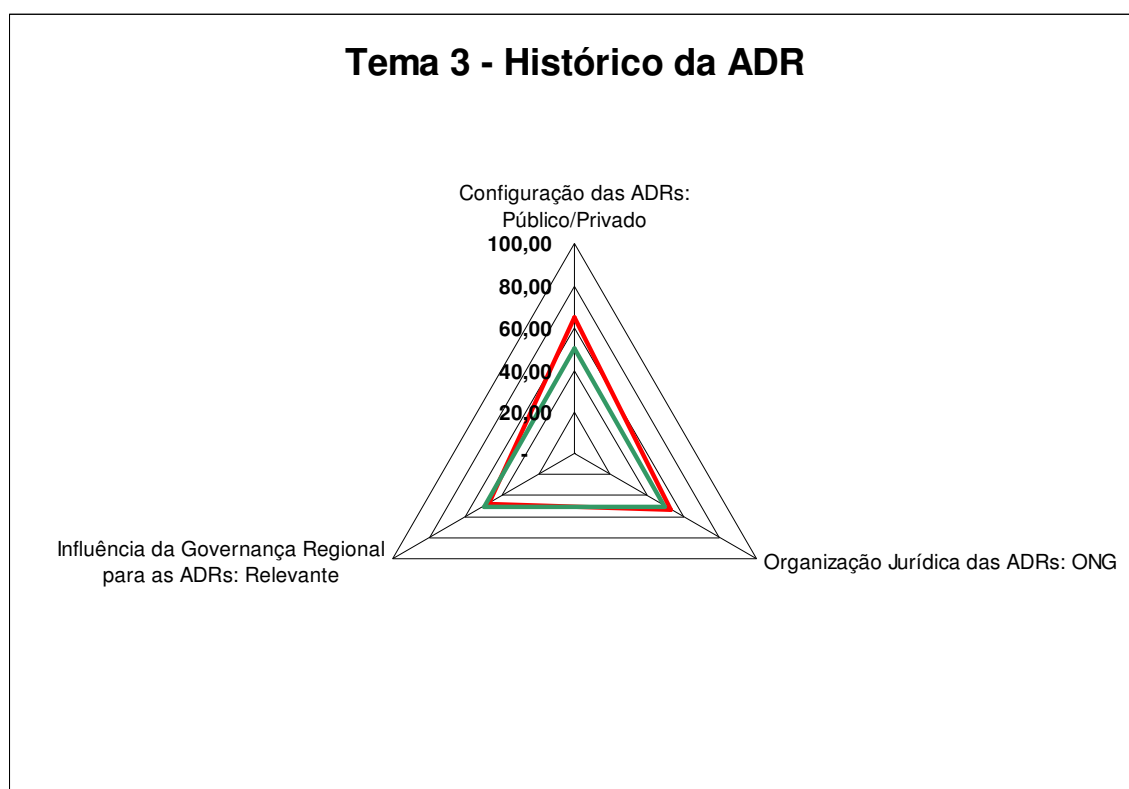 Tema 3 - Histórico da ADR
Configuração das ADRs:
Público/Privado
100,00
80,00
60,00
40,00
20,00
-
Influência da Governança Regional
para as ADRs: Relevante
Organização Jurídica das ADRs: ONG